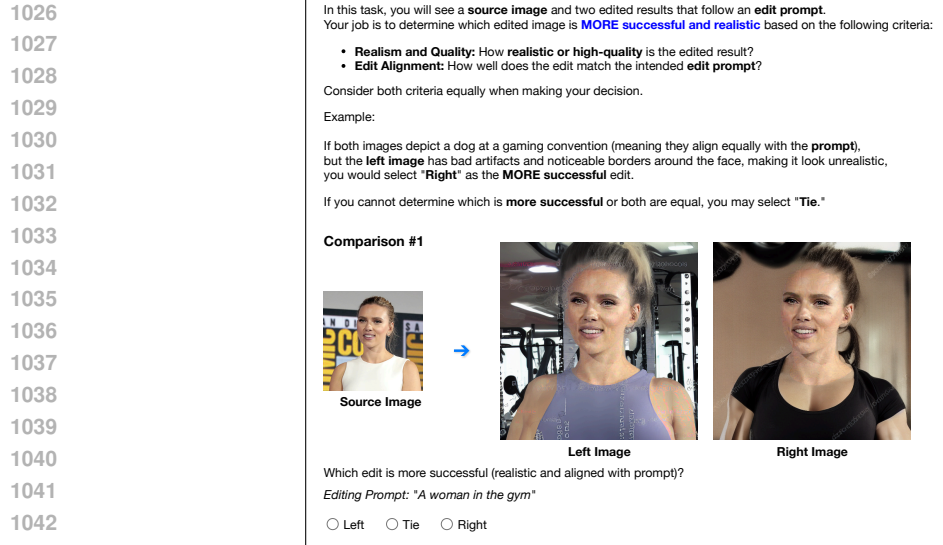 1026
1027
1028
1029
1030
1031
1032
1033
1034
1035
1036
1037
1038
1039
1040
1041
1042
In this task, you will see a source image and two edited results that follow an edit prompt.
Your job is to determine which edited image is MORE successful and realistic based on the following criteria:
• Realism and Quality: How realistic or high-quality is the edited result?
• Edit Alignment: How well does the edit match the intended edit prompt?
Consider both criteria equally when making your decision.
Example:
If both images depict a dog at a gaming convention (meaning they align equally with the prompt),
but the left image has bad artifacts and noticeable borders around the face, making it look unrealistic,
you would select "Right" as the MORE successful edit.
If you cannot determine which is more successful or both are equal, you may select "Tie."
Comparison #1
Source Image
Left Image
Right Image
Which edit is more successful (realistic and aligned with prompt)?
Editing Prompt: "A woman in the gym"
Left Tie Right